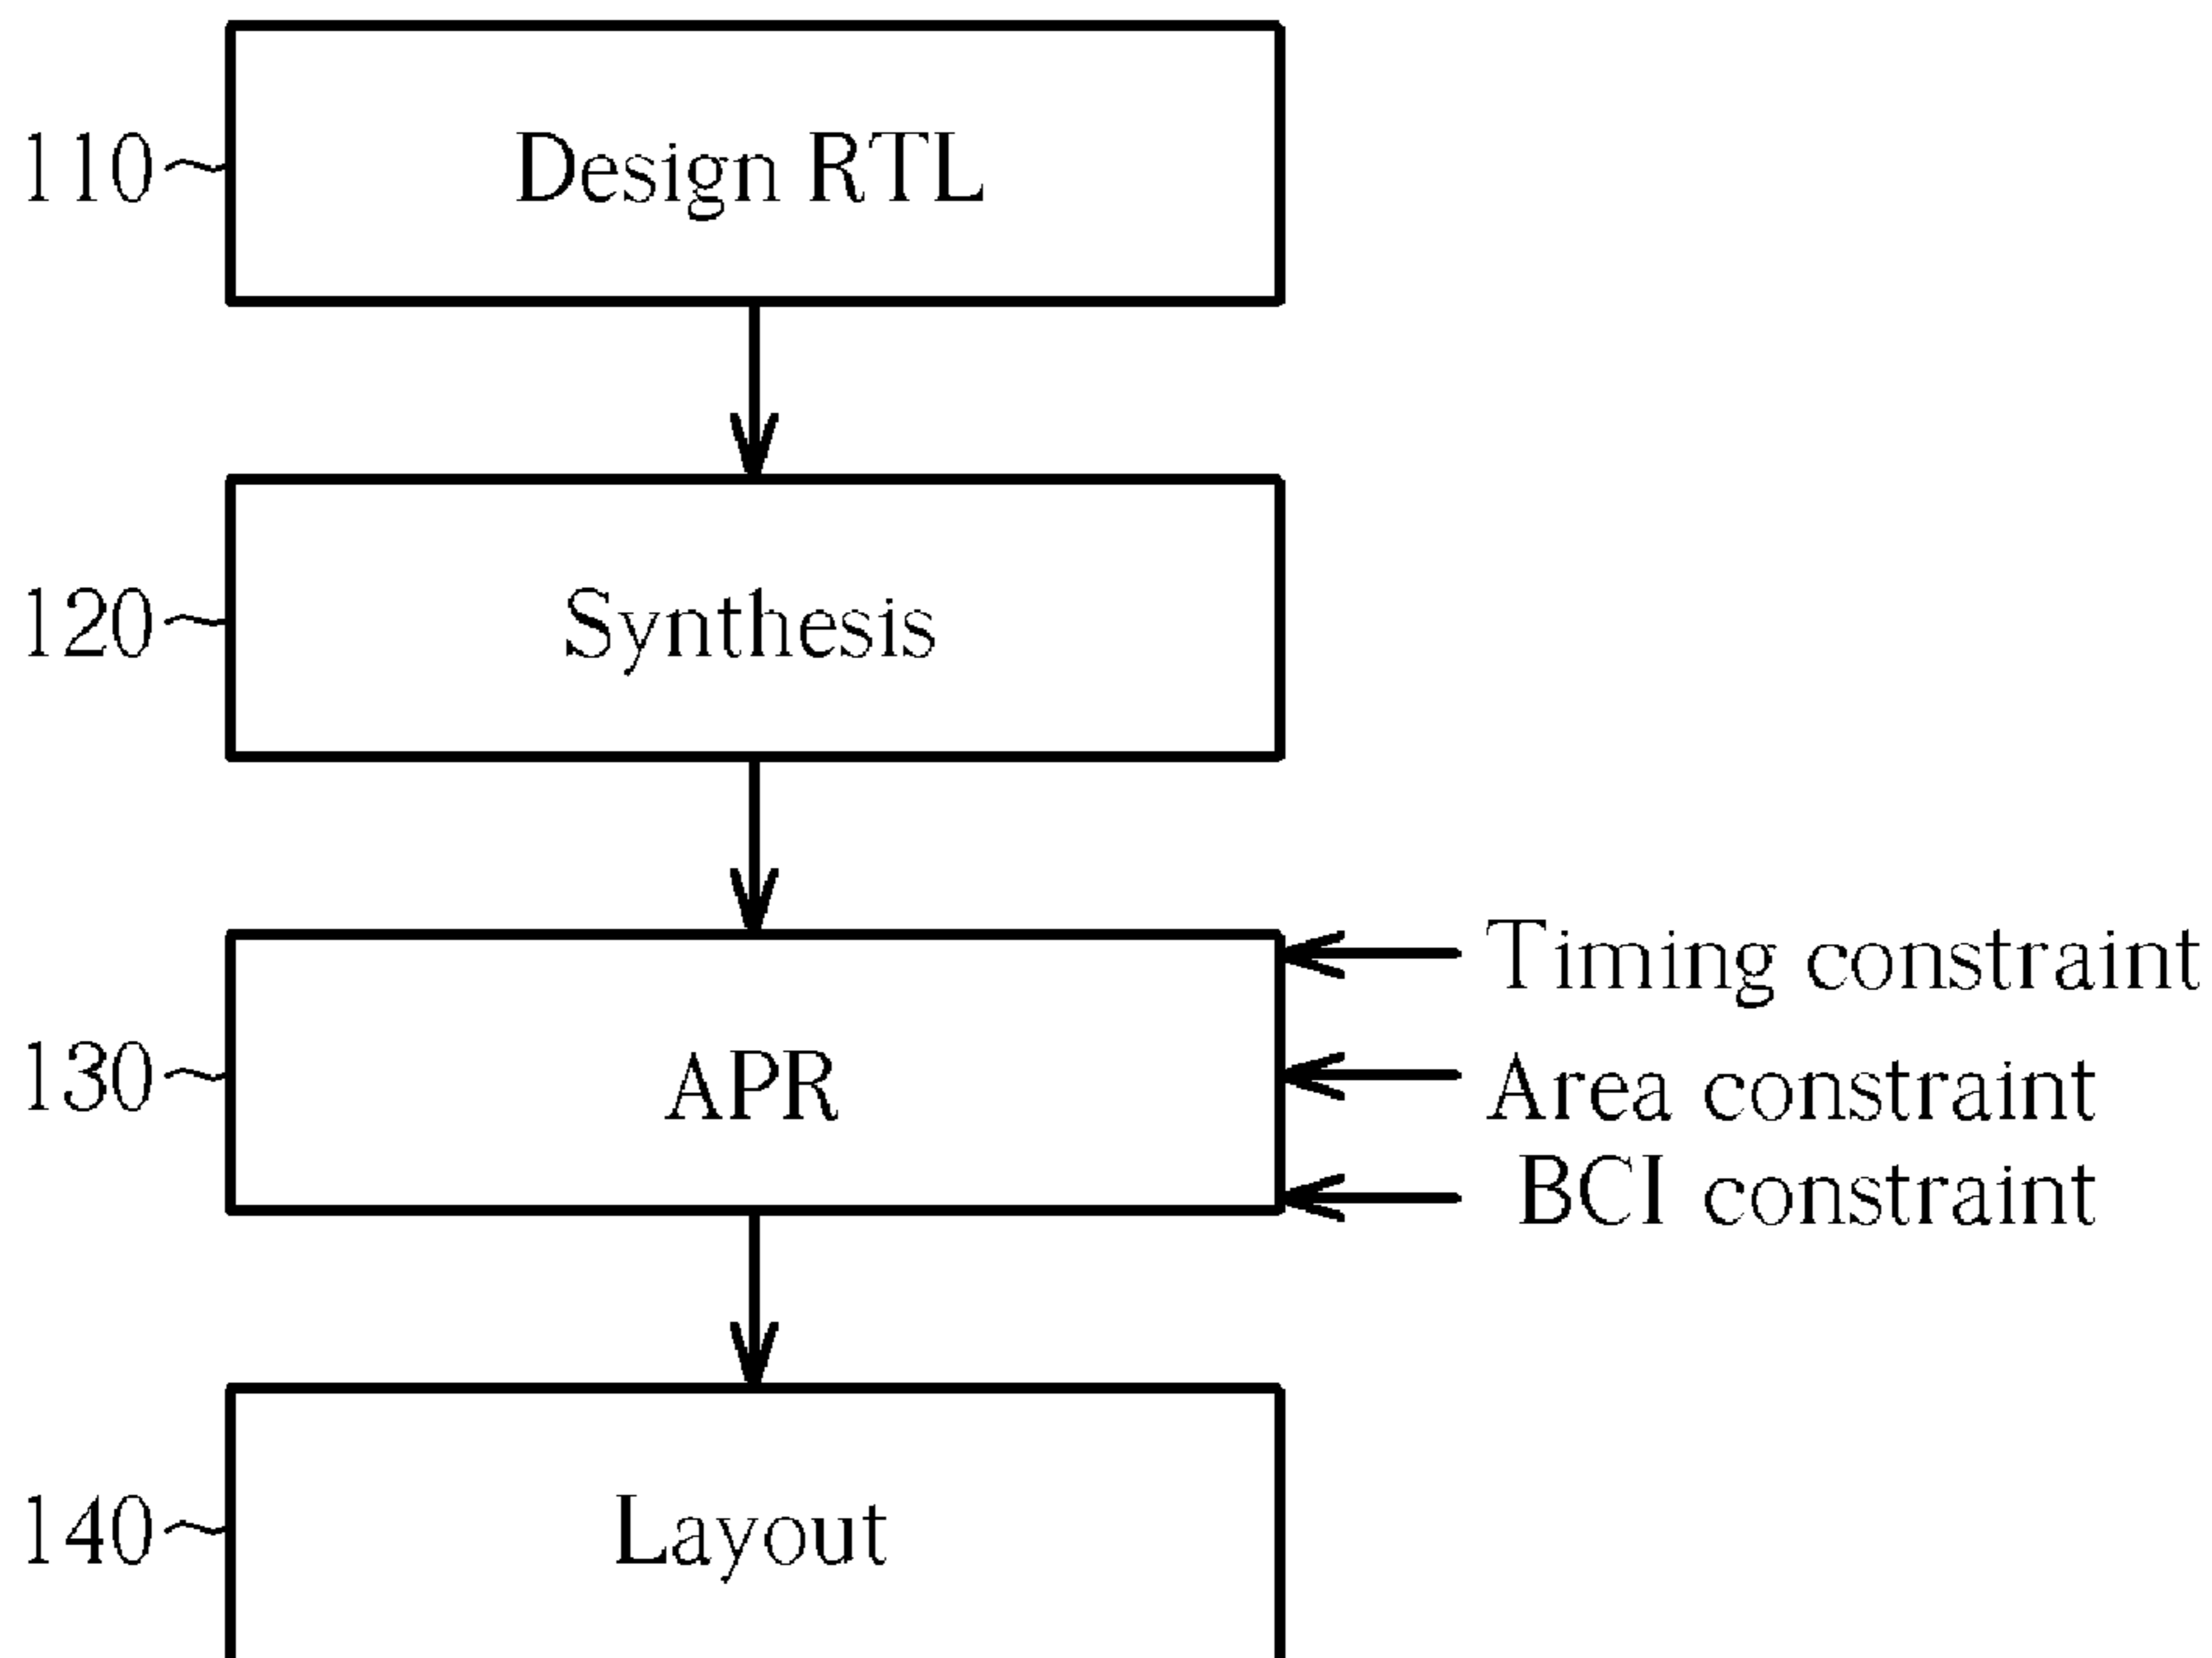 110 Design RTL
120 Synthesis
Timing constraint
130 APR Area constraint
BCI constraint
140 Layout